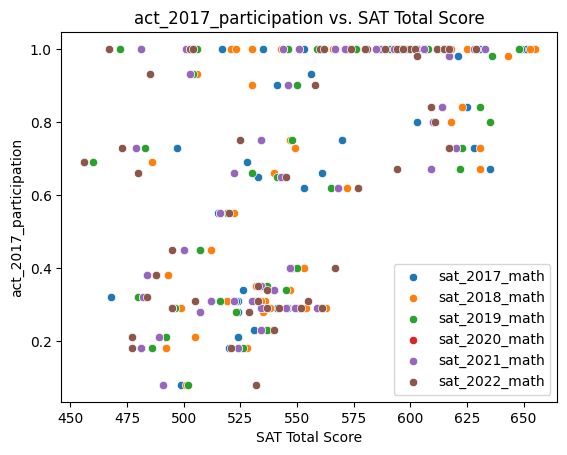 act_2017_participation vs. SAT Total Score
act_2017_participation
1.0
0.8
0.6
0.4
0.2
sat_2017_math
sat_2018_math
sat_2019_math
sat_2020_math
sat_2021_math
sat_2022_math
450 475 500 525 550 575 600 625 650
SAT Total Score